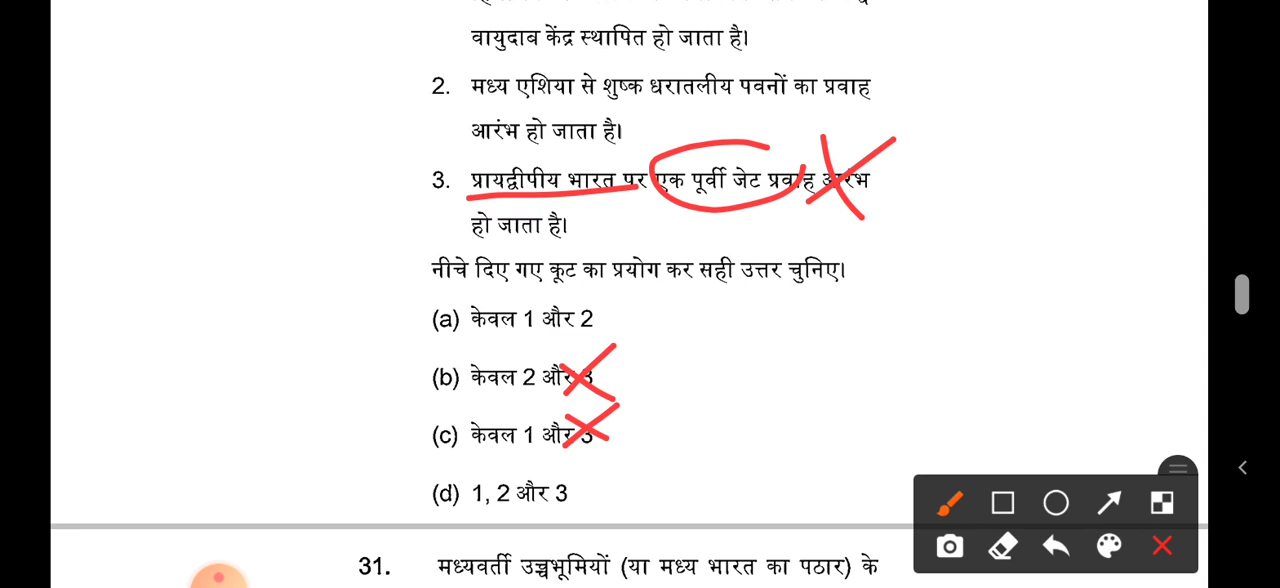 वायुदाब केंद्र स्थापित हो जाता है।
2. मध्य एशिया से शुष्क धरातलीय पवनों का प्रवाह
आरंभ हो जाता है।
3. प्रायद्वीपीय भारत पर एक पूर्वी जेट प्रवाह आरंभ
हो जाता है।
नीचे दिए गए कूट का प्रयोग कर सही उत्तर चुनिए।
(a) केवल 1 और 2
(b) केवल 2 और 3
(c) केवल 1 और 3
(d) 1, 2 और 3
31. मध्यवर्ती उच्चभूमियों (या मध्य भारत का पठार) के